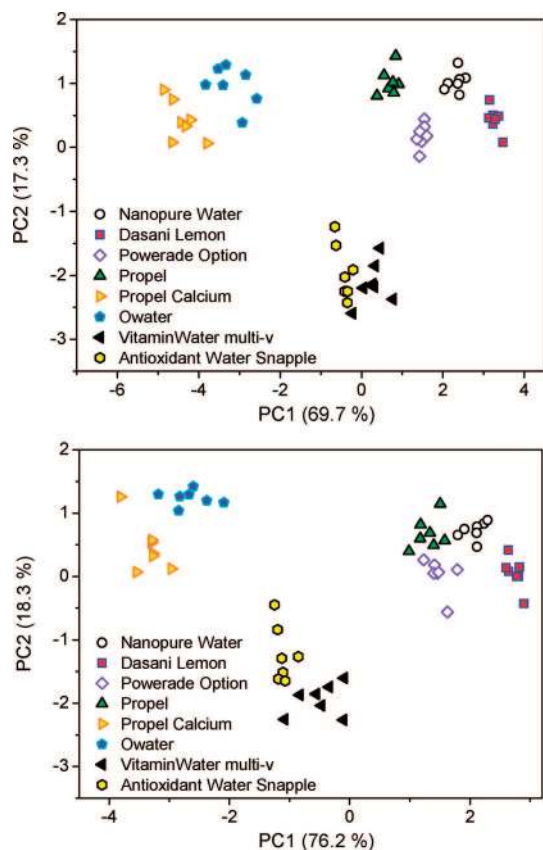 2
1
0
-1
-2
-3
PC2 (17.3 %)
Nanopure Water
Dasani Lemon
Powerade Option
Propel
Propel Calcium
Owater
VitaminWater multi-v
Antioxidant Water Snapple
-6 -4 -2 0 2 4
PC1 (69.7 %)
2
1
0
-1
-2
-3
PC2 (18.3 %)
Nanopure Water
Dasani Lemon
Powerade Option
Propel
Propel Calcium
Owater
VitaminWater multi-v
Antioxidant Water Snapple
-4 -2 0 2
PC1 (76.2 %)